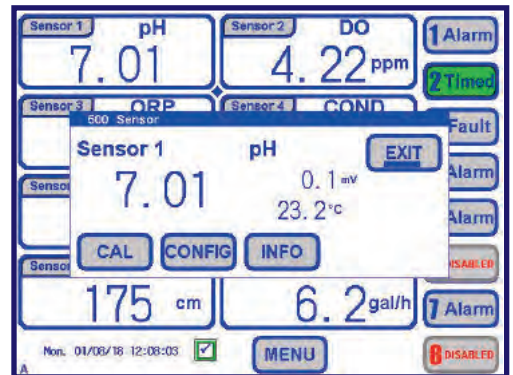 Sensor 1 pH Sensor 2 DO 1 Alarm
7.01 4.22 ppm
2 Timed
Sensor 3 ORP Sensor 4 COND
600 Sensor Fault
Sensor 1 pH EXIT
7.01 0.1 mV Alarm
23.2 °C
Alarm
CAL CONFIG INFO
175 cm 6.2 gal/h 7 Alarm
Mon. 01/08/18 12:08:03 MENU 8 DISABLED
A